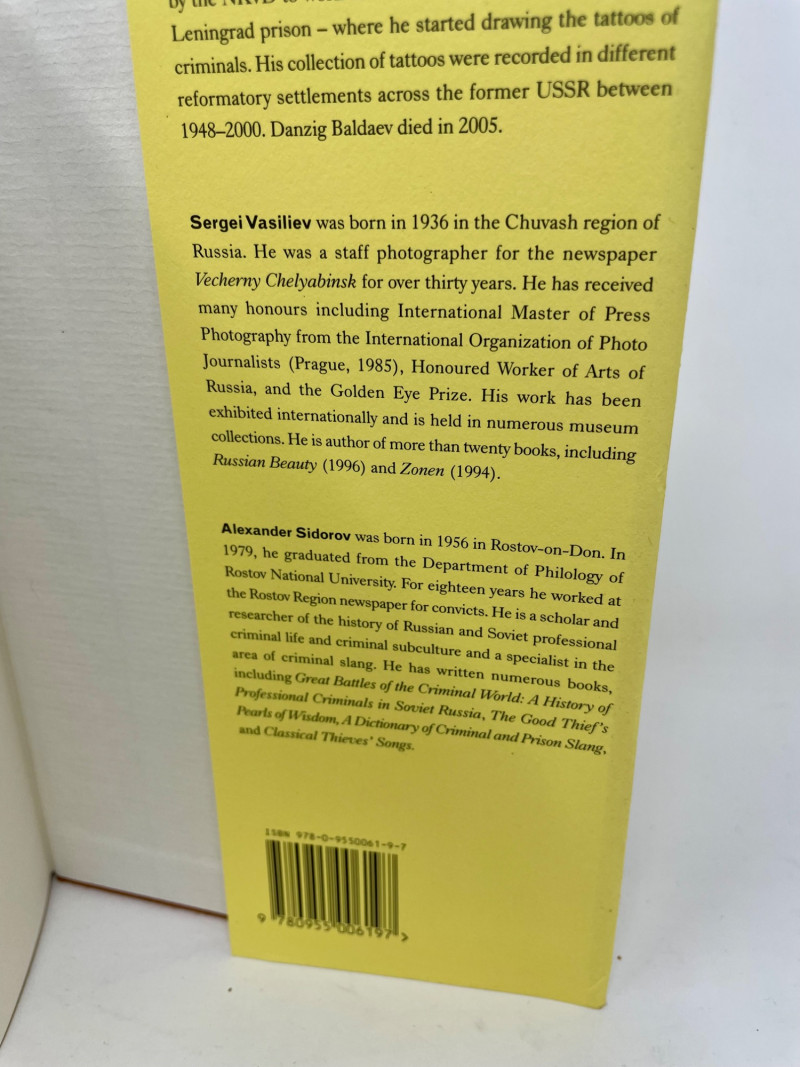 by the NKVD to
Leningrad prison – where he started drawing the tattoos of
criminals. His collection of tattoos were recorded in different
reformatory settlements across the former USSR between
1948–2000. Danzig Baldaev died in 2005.
Sergei Vasiliev was born in 1936 in the Chuvash region of
Russia. He was a staff photographer for the newspaper
Vecherny Chelyabinsk for over thirty years. He has received
many honours including International Master of Press
Photography from the International Organization of Photo
Journalists (Prague, 1985), Honoured Worker of Arts of
Russia, and the Golden Eye Prize. His work has been
exhibited internationally and is held in numerous museum
collections. He is author of more than twenty books, including
Russian Beauty (1996) and Zonen (1994).
Alexander Sidorov was born in 1956 in Rostov-on-Don. In
1979, he graduated from the Department of Philology of
Rostov National University. For eighteen years he worked at
the Rostov Region newspaper for convicts. He is a scholar and
researcher of the history of Russian and Soviet professional
criminal life and criminal subculture and a specialist in the
area of criminal slang. He has written numerous books,
including Great Battles of the Criminal World: A History of
Professional Criminals in Soviet Russia, The Good Thief's
Pearls of Wisdom, A Dictionary of Criminal and Prison Slang,
and Classical Thieves' Songs.
ISBN 978-0-9550061-9-7
9 780955 006197 >